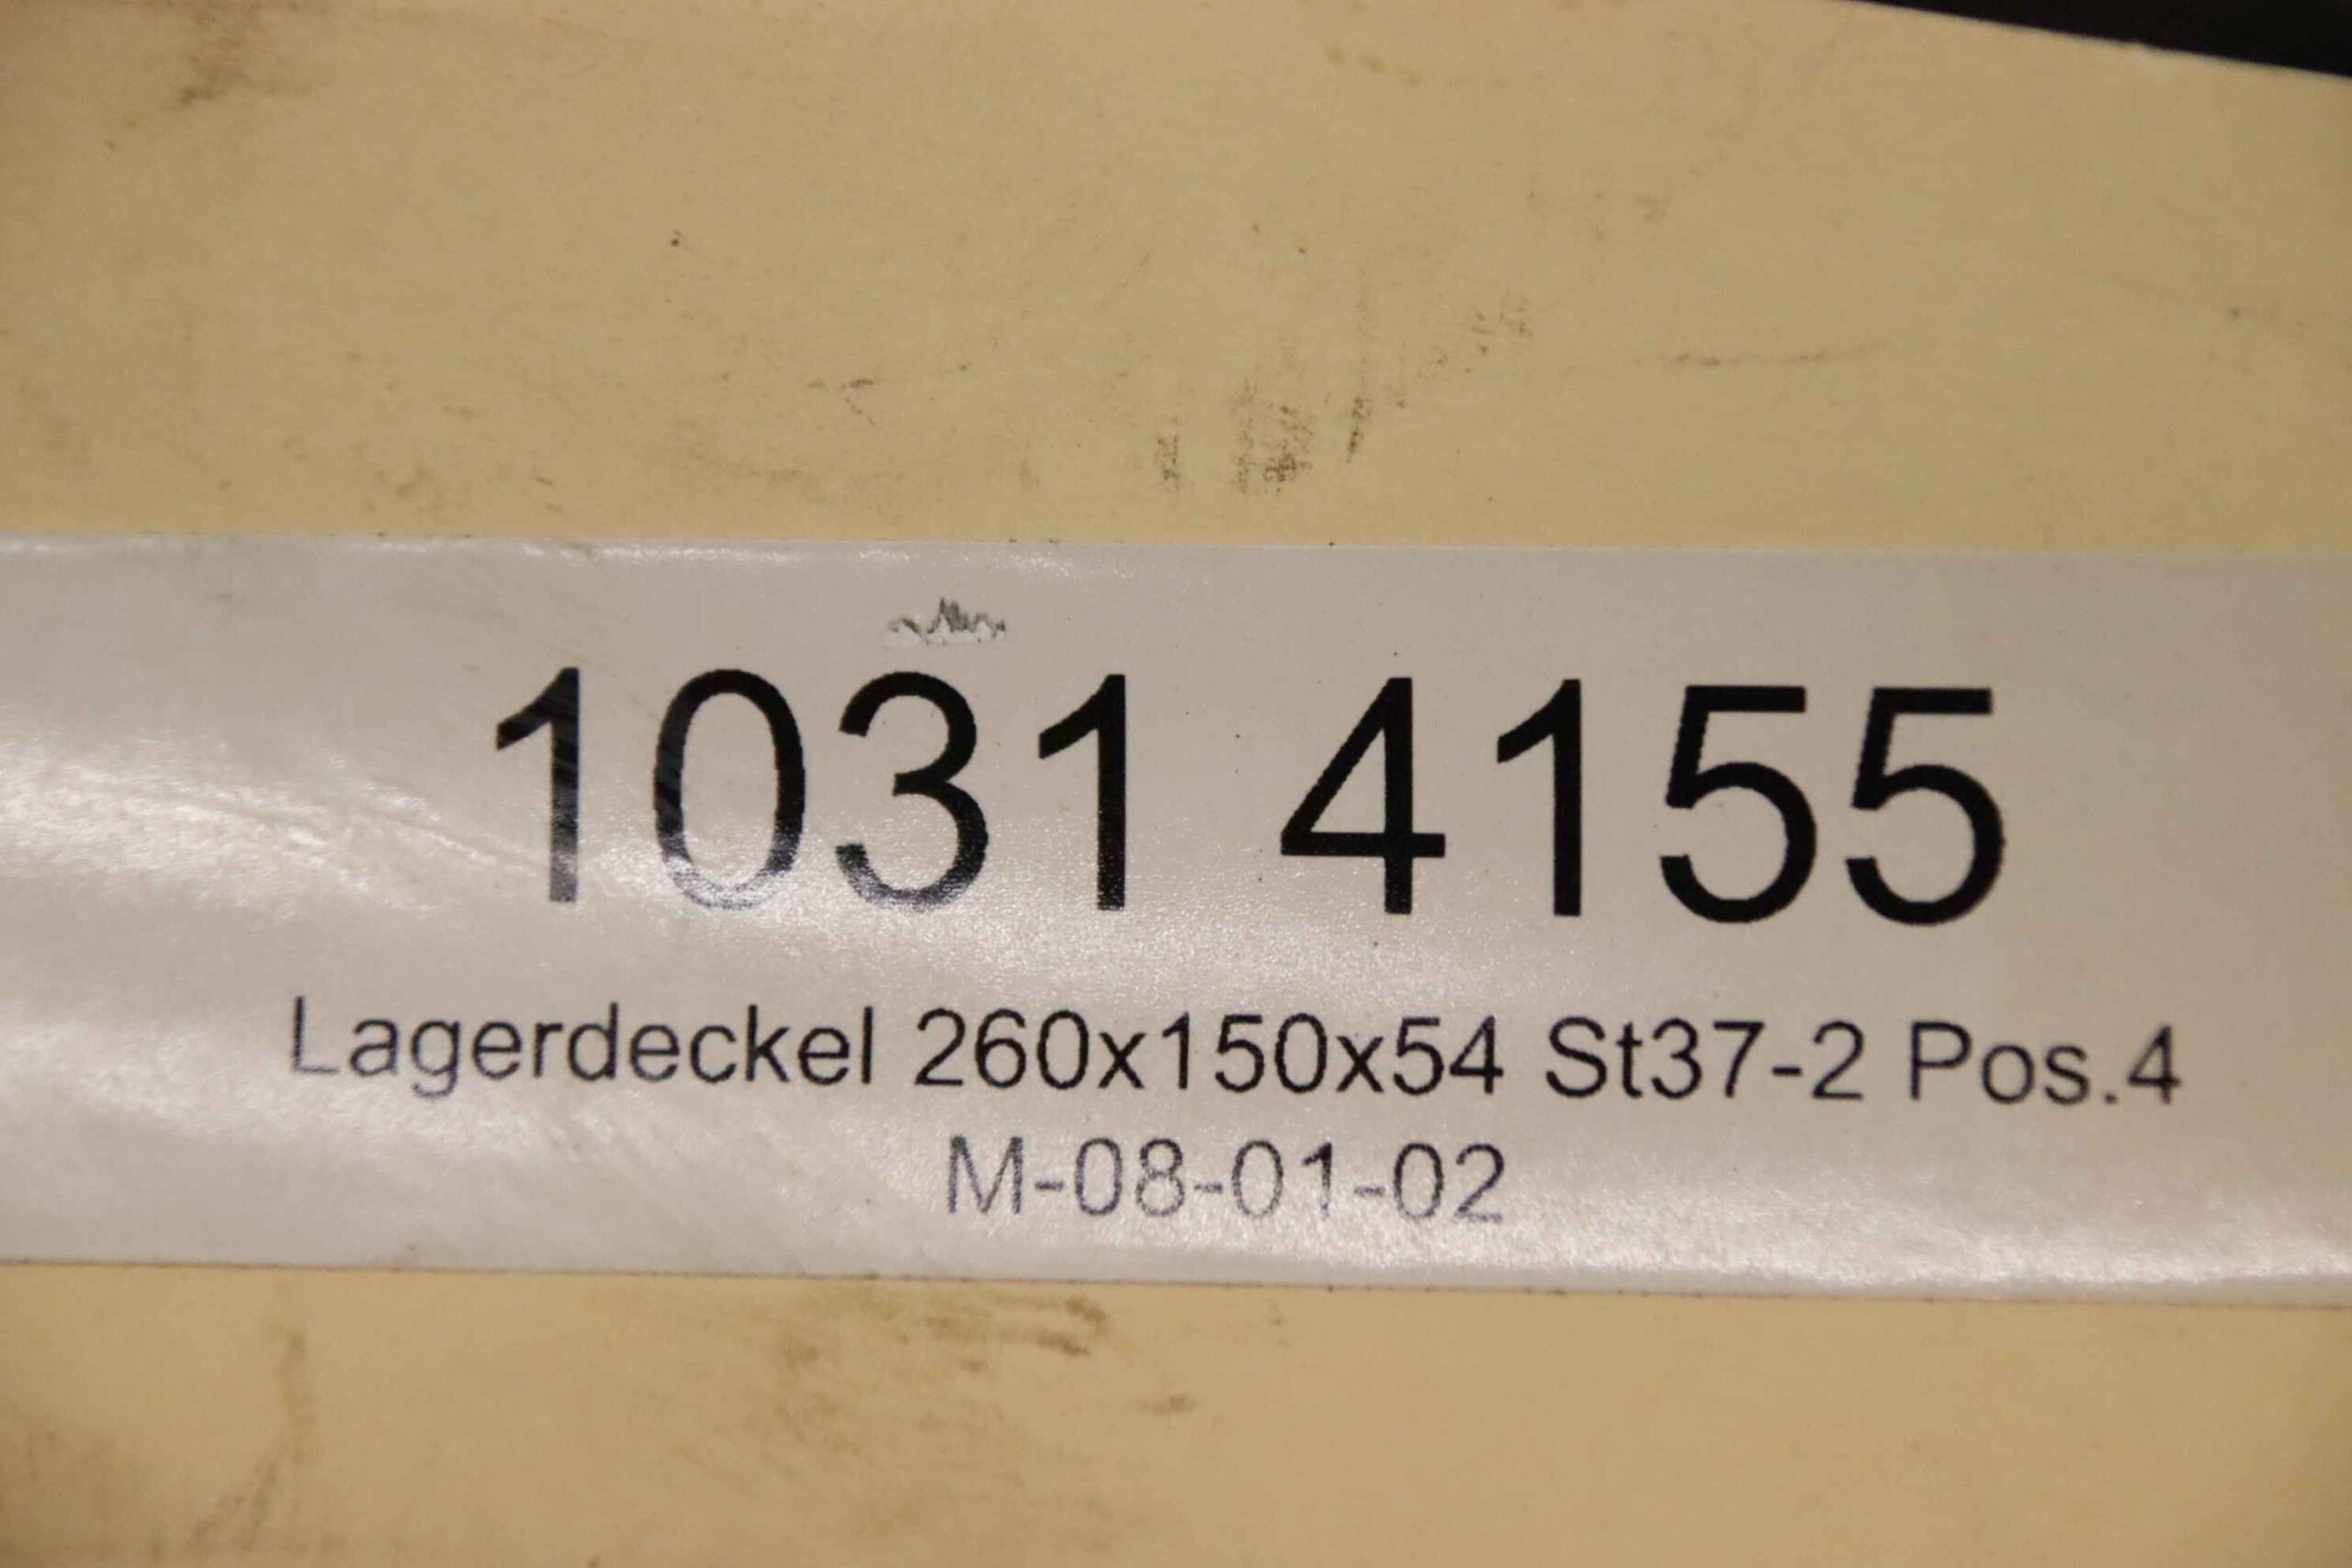 1031 4155
Lagerdeckel 260x150x54 St37-2 Pos.4
M-08-01-02